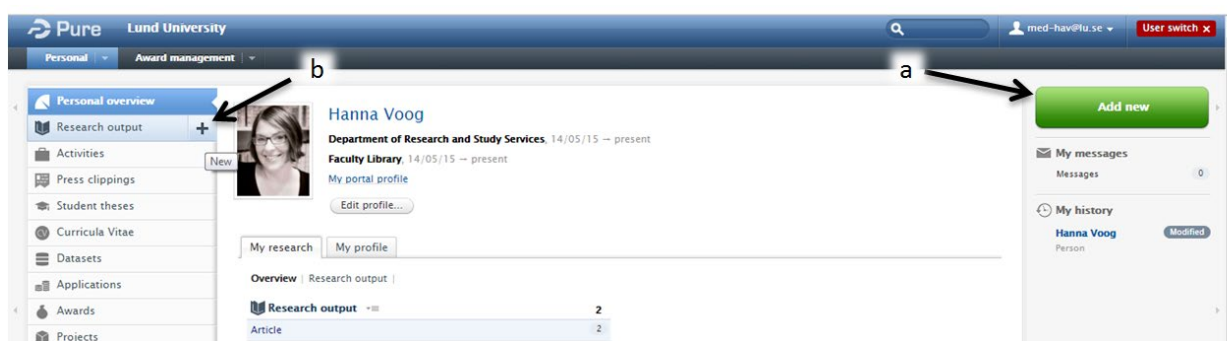 Pure Lund University med-hav@lu.se User switch x
Personal Award management
b
a
Personal overview
Research output +
New
Activities
Press clippings
Student theses
Curricula Vitae
Datasets
Applications
Awards
Projects
Hanna Voog
Department of Research and Study Services, 14/05/15 → present
Faculty Library, 14/05/15 → present
My portal profile
Edit profile...
My research My profile
Overview | Research output |
Research output 2
Article 2
Add new
My messages
Messages 0
My history
Hanna Voog Modified
Person